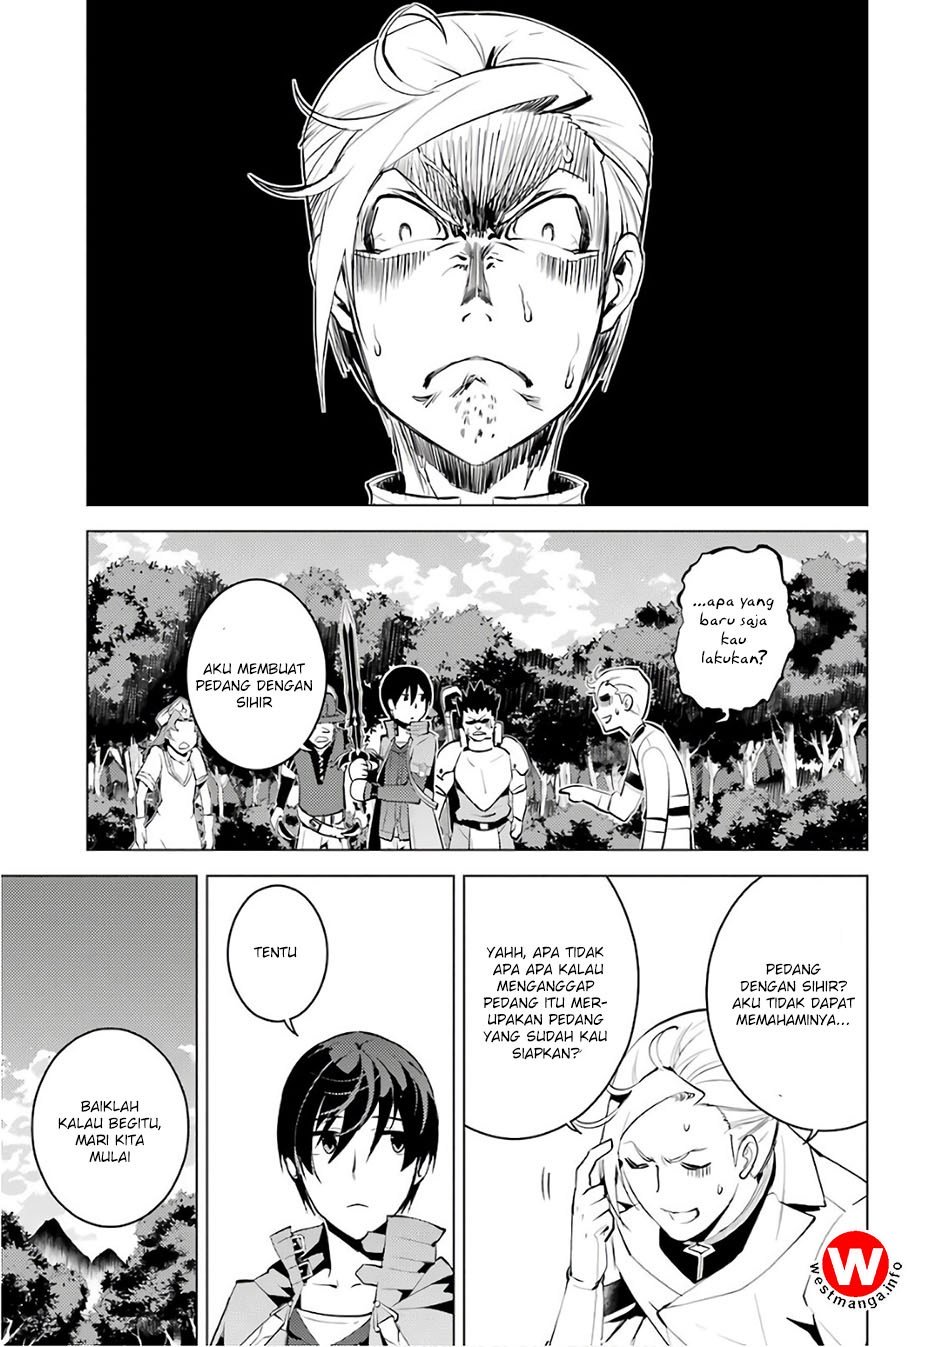 ...apa yang
baru saja
kau
lakukan?
AKU MEMBUAT
PEDANG DENGAN
SIHIR
PEDANG
DENGAN SIHIR?
AKU TIDAK DAPAT
MEMAHAMINYA...
YAHH, APA TIDAK
APA APA KALAU
MENGANGGAP
PEDANG ITU MER-
UPAKAN PEDANG
YANG SUDAH KAU
SIAPKAN?
TENTU
BAIKLAH
KALAU BEGITU,
MARI KITA
MULAI
W
westmanga.info